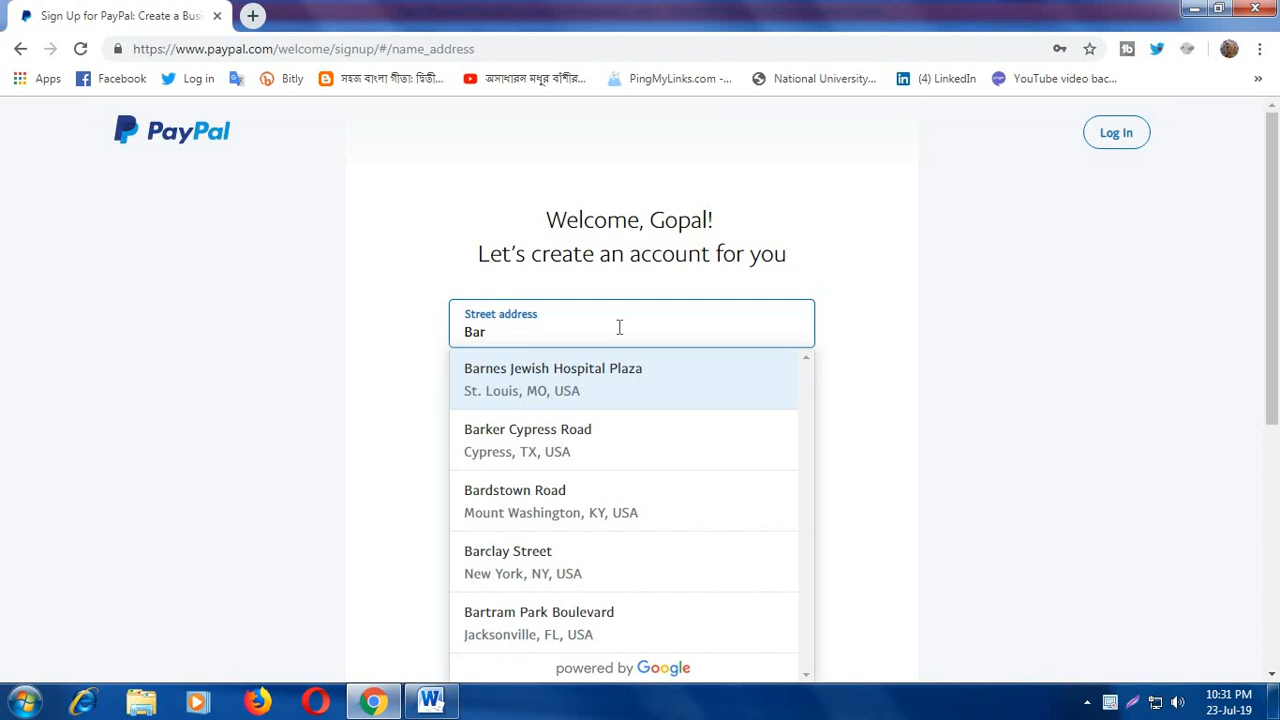 Sign Up for PayPal: Create a Bus
https://www.paypal.com/welcome/signup/#/name_address
Apps Facebook Log in Bitly সহজ বাংলা গীতা: দ্বিতী... অসাধারণ মধুর বাঁশীর... PingMyLinks.com -... National University... (4) LinkedIn YouTube video bac... »
PayPal
Log In
Welcome, Gopal!
Let's create an account for you
Street address
Bar
Barnes Jewish Hospital Plaza
St. Louis, MO, USA
Barker Cypress Road
Cypress, TX, USA
Bardstown Road
Mount Washington, KY, USA
Barclay Street
New York, NY, USA
Bartram Park Boulevard
Jacksonville, FL, USA
powered by Google
10:31 PM
23-Jul-19